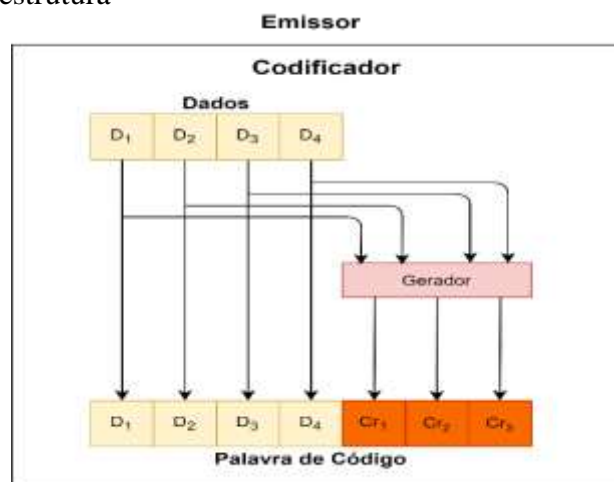 estrutura
Emissor
Codificador
Dados
D₁ D₂ D₃ D₄
Gerador
D₁ D₂ D₃ D₄ Cr₁ Cr₂ Cr₃
Palavra de Código